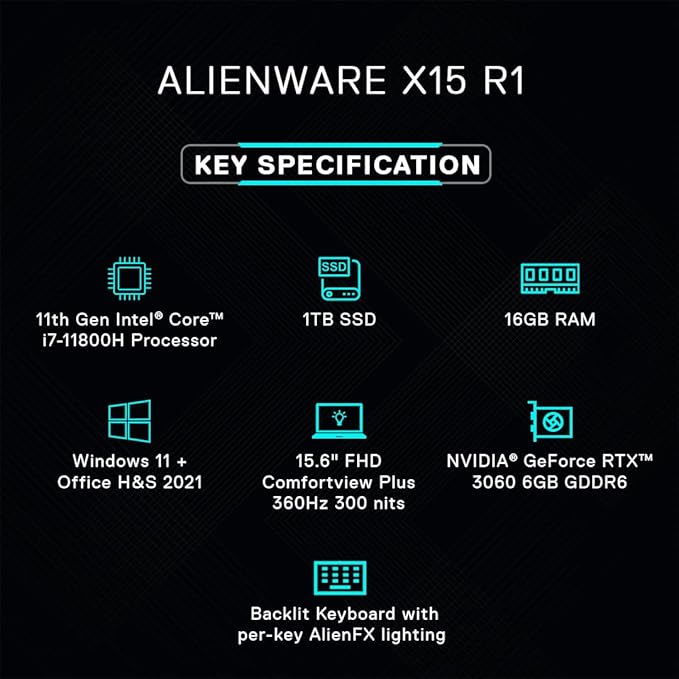 ALIENWARE X15 R1
KEY SPECIFICATION
SSD
11th Gen Intel® Core™
i7-11800H Processor
1TB SSD
16GB RAM
Windows 11 +
Office H&S 2021
15.6" FHD
Comfortview Plus
360Hz 300 nits
NVIDIA® GeForce RTX™
3060 6GB GDDR6
Backlit Keyboard with
per-key AlienFX lighting